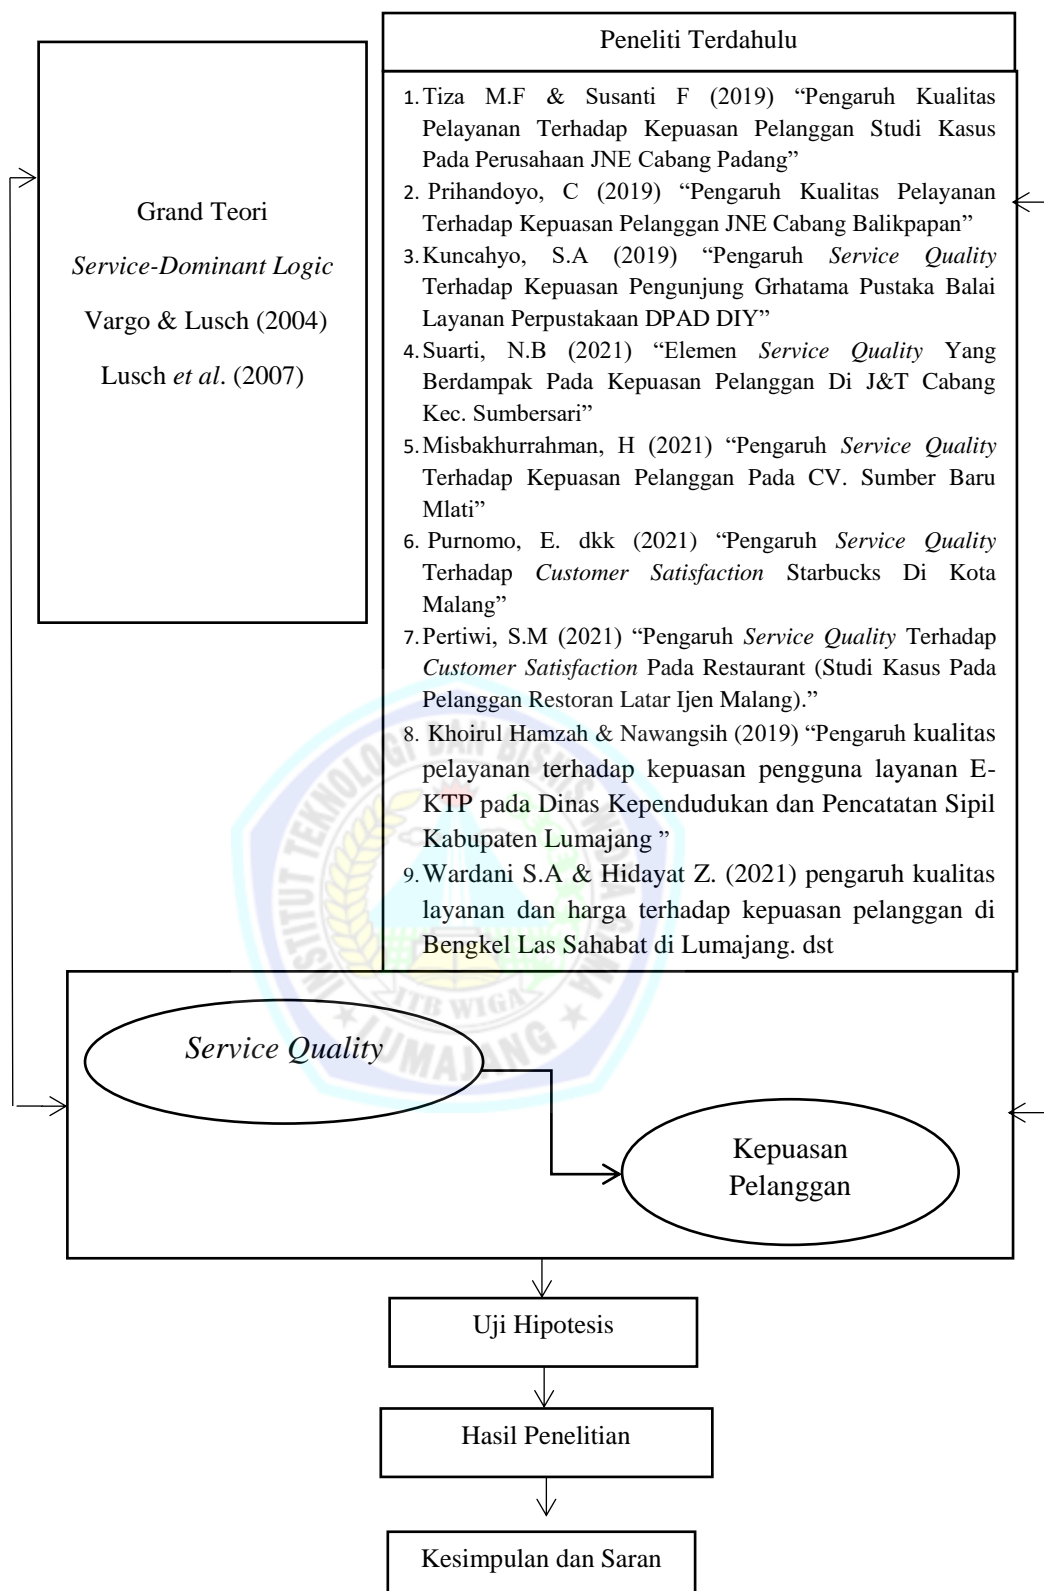 Peneliti Terdahulu
Grand Teori
Service-Dominant Logic
Vargo & Lusch (2004)
Lusch et al. (2007)
1. Tiza M.F & Susanti F (2019) “Pengaruh Kualitas
Pelayanan Terhadap Kepuasan Pelanggan Studi Kasus
Pada Perusahaan JNE Cabang Padang”
2. Prihandoyo, C (2019) “Pengaruh Kualitas Pelayanan
Terhadap Kepuasan Pelanggan JNE Cabang Balikpapan”
3. Kuncahyo, S.A (2019) “Pengaruh Service Quality
Terhadap Kepuasan Pengunjung Grhatama Pustaka Balai
Layanan Perpustakaan DPAD DIY”
4. Suarti, N.B (2021) “Elemen Service Quality Yang
Berdampak Pada Kepuasan Pelanggan Di J&T Cabang
Kec. Sumbersari”
5. Misbakhurrahman, H (2021) “Pengaruh Service Quality
Terhadap Kepuasan Pelanggan Pada CV. Sumber Baru
Mlati”
6. Purnomo, E. dkk (2021) “Pengaruh Service Quality
Terhadap Customer Satisfaction Starbucks Di Kota
Malang”
7. Pertiwi, S.M (2021) “Pengaruh Service Quality Terhadap
Customer Satisfaction Pada Restaurant (Studi Kasus Pada
Pelanggan Restoran Latar Ijen Malang).”
8. Khoirul Hamzah & Nawangsih (2019) “Pengaruh kualitas
pelayanan terhadap kepuasan pengguna layanan E-
KTP pada Dinas Kependudukan dan Pencatatan Sipil
Kabupaten Lumajang ”
9. Wardani S.A & Hidayat Z. (2021) pengaruh kualitas
layanan dan harga terhadap kepuasan pelanggan di
Bengkel Las Sahabat di Lumajang. dst
INSTITUT TEKNOLOGI DAN BISNIS WIDYA GAMA
ITB WIGA
LUMAJANG
Service Quality
Kepuasan
Pelanggan
Uji Hipotesis
Hasil Penelitian
Kesimpulan dan Saran